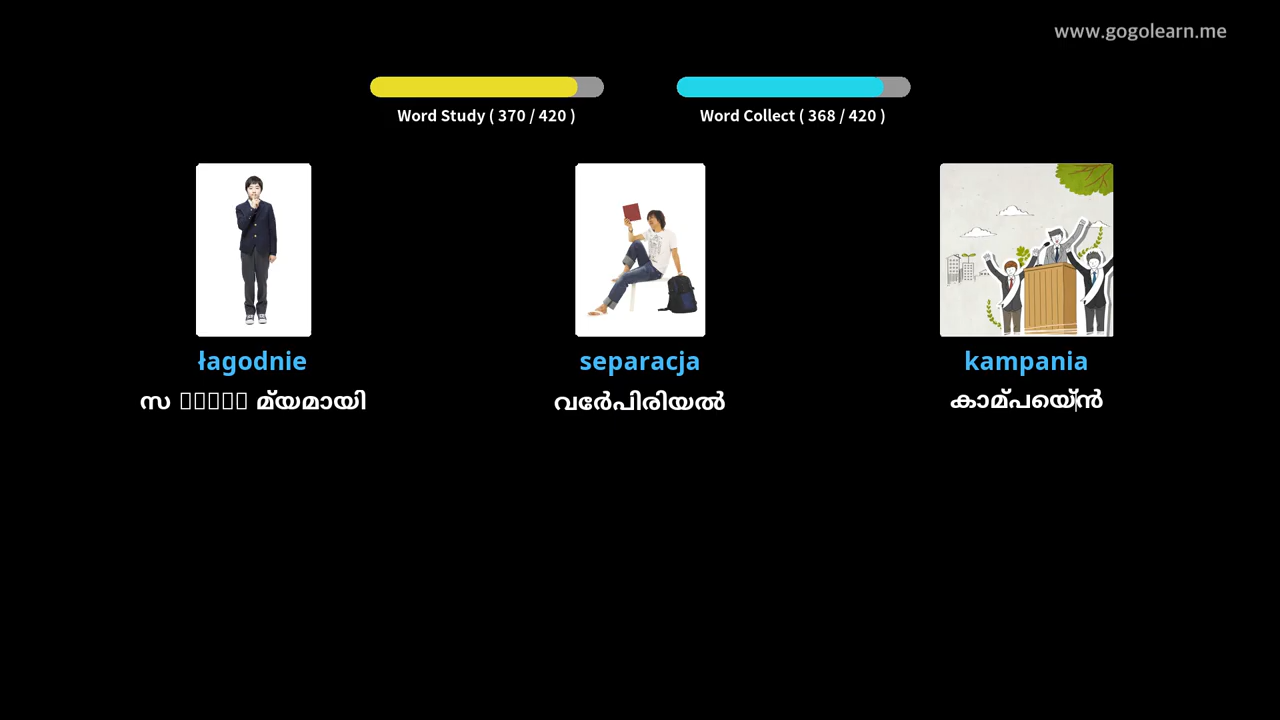 www.gogolearn.me
Word Study ( 370 / 420 )
Word Collect ( 368 / 420 )
łagodnie
separacja
kampania
മ്യമായി
വേർപിരിയൽ
കാമ്പയ്ൻ